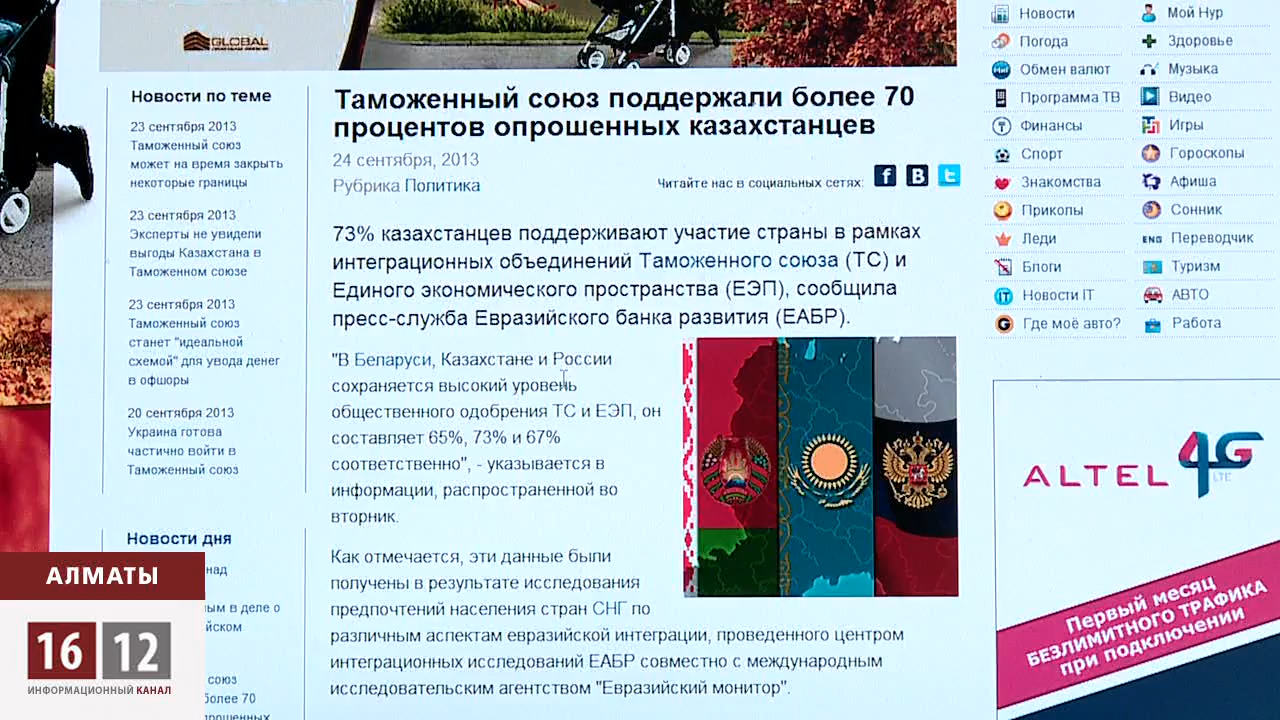 GLOBAL
Новости по теме
23 сентября 2013
Таможенный союз
может на время закрыть
некоторые границы
23 сентября 2013
Эксперты не увидели
выгоды Казахстана в
Таможенном союзе
23 сентября 2013
Таможенный союз
станет "идеальной
схемой" для увода денег
в офшоры
20 сентября 2013
Украина готова
частично войти в
Таможенный союз
Новости дня
над
ным в деле о
йском
союз
более 70
прошенных
Таможенный союз поддержали более 70
процентов опрошенных казахстанцев
24 сентября, 2013
Рубрика Политика
Читайте нас в социальных сетях:
73% казахстанцев поддерживают участие страны в рамках
интеграционных объединений Таможенного союза (ТС) и
Единого экономического пространства (ЕЭП), сообщила
пресс-служба Евразийского банка развития (ЕАБР).
"В Беларуси, Казахстане и России
сохраняется высокий уровень
общественного одобрения ТС и ЕЭП, он
составляет 65%, 73% и 67%
соответственно", - указывается в
информации, распространенной во
вторник.
Как отмечается, эти данные были
получены в результате исследования
предпочтений населения стран СНГ по
различным аспектам евразийской интеграции, проведенного центром
интеграционных исследований ЕАБР совместно с международным
исследовательским агентством "Евразийский монитор".
Новости
Погода
Обмен валют
Программа ТВ
Финансы
Спорт
Знакомства
Приколы
Леди
Блоги
Новости IT
Где моё авто?
Мой Нур
Здоровье
Музыка
Видео
Игры
Гороскопы
Афиша
Сонник
ENG Переводчик
Туризм
АВТО
Работа
ALTEL 4G
LTE
Первый месяц
БЕЗЛИМИТНОГО ТРАФИКА
при подключении
АЛМАТЫ
16 12
ИНФОРМАЦИОННЫЙ КАНАЛ